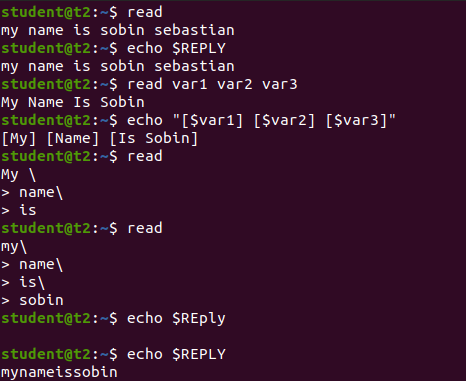 student@t2:~$ read
my name is sobin sebastian
student@t2:~$ echo $REPLY
my name is sobin sebastian
student@t2:~$ read var1 var2 var3
My Name Is Sobin
student@t2:~$ echo "[$var1] [$var2] [$var3]"
[My] [Name] [Is Sobin]
student@t2:~$ read
My \
> name\
> is
student@t2:~$ read
my\
> name\
> is\
> sobin
student@t2:~$ echo $REply

student@t2:~$ echo $REPLY
mynameissobin